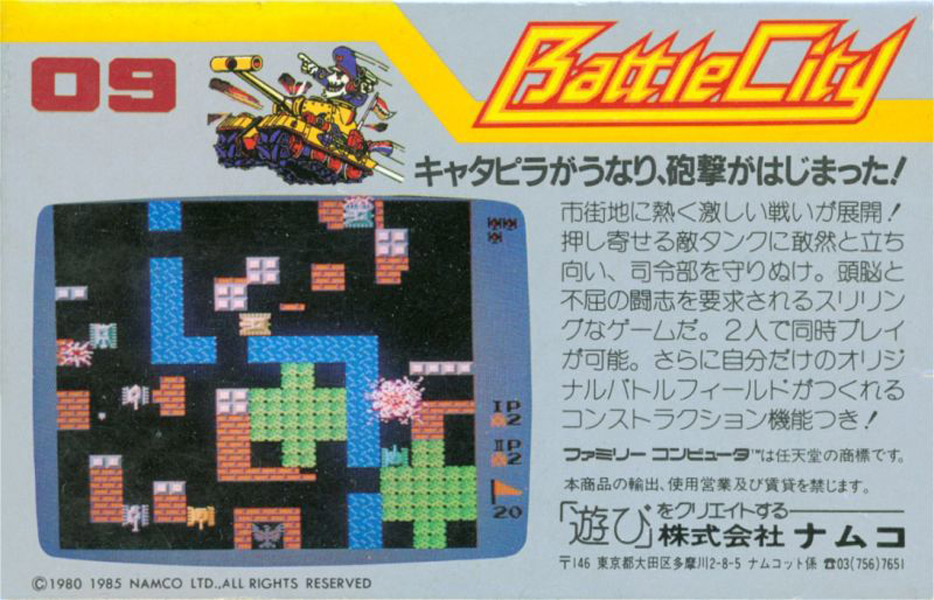 09
BattleCity
キャタピラがうなり、砲撃がはじまった!
市街地に熱く激しい戦いが展開!
押し寄せる敵タンクに敢然と立ち
向い、司令部を守りぬけ。頭脳と
不屈の闘志を要求されるスリリン
グなゲームだ。2人で同時プレイ
が可能。さらに自分だけのオリジ
ナルバトルフィールドがつくれる
コンストラクション機能つき!
IP
2
IIP
2
20
ファミリー コンピュータ™は任天堂の商標です。
本商品の輸出、使用営業及び賃貸を禁じます。
「遊び」をクリエイトする
株式会社 ナムコ
〒146 東京都大田区多摩川2-8-5 ナムコット係 ☎03(756)7651
©1980 1985 NAMCO LTD.,ALL RIGHTS RESERVED